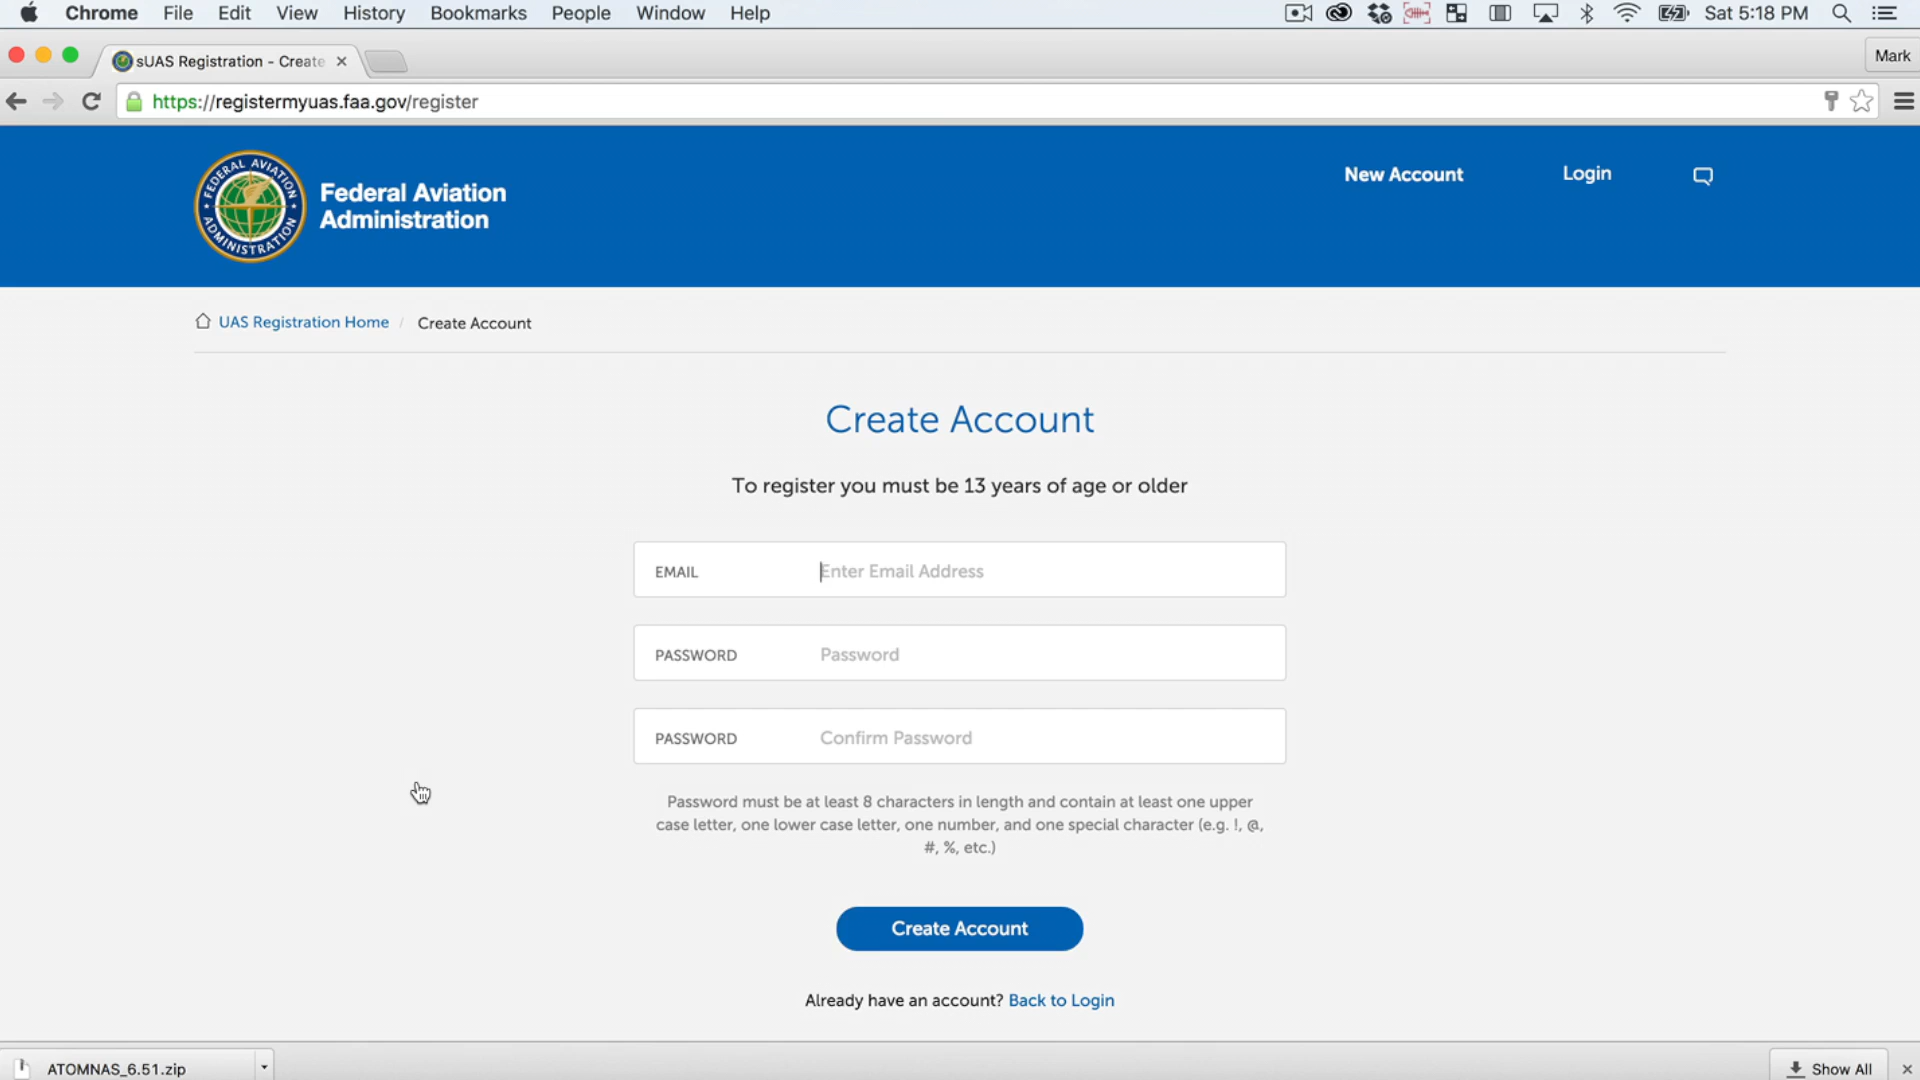 Chrome File Edit View History Bookmarks People Window Help Sat 5:18 PM
sUAS Registration - Create
Mark
https://registermyuas.faa.gov/register
FEDERAL AVIATION ADMINISTRATION
Federal Aviation
Administration
New Account Login
UAS Registration Home / Create Account
Create Account
To register you must be 13 years of age or older
EMAIL Enter Email Address
PASSWORD Password
PASSWORD Confirm Password
Password must be at least 8 characters in length and contain at least one upper
case letter, one lower case letter, one number, and one special character (e.g. !, @,
#, %, etc.)
Create Account
Already have an account? Back to Login
ATOMNAS_6.51.zip Show All